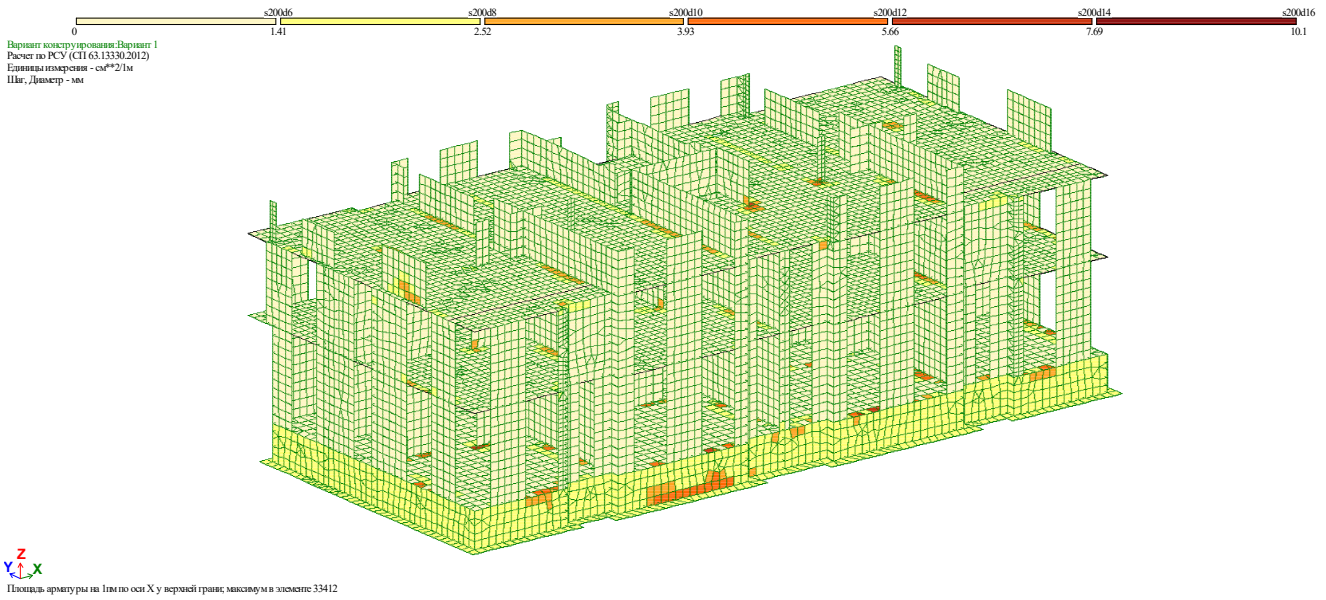 s200d6 s200d8 s200d10 s200d12 s200d14 s200d16
0 1.41 2.52 3.93 5.66 7.69 10.1
Вариант конструирования:Вариант 1
Расчет по РСУ (СП 63.13330.2012)
Единицы измерения - см**2/1м
Шаг, Диаметр - мм
Z
Y X
Площадь арматуры на 1пм по оси X у верхней грани; максимум в элементе 33412